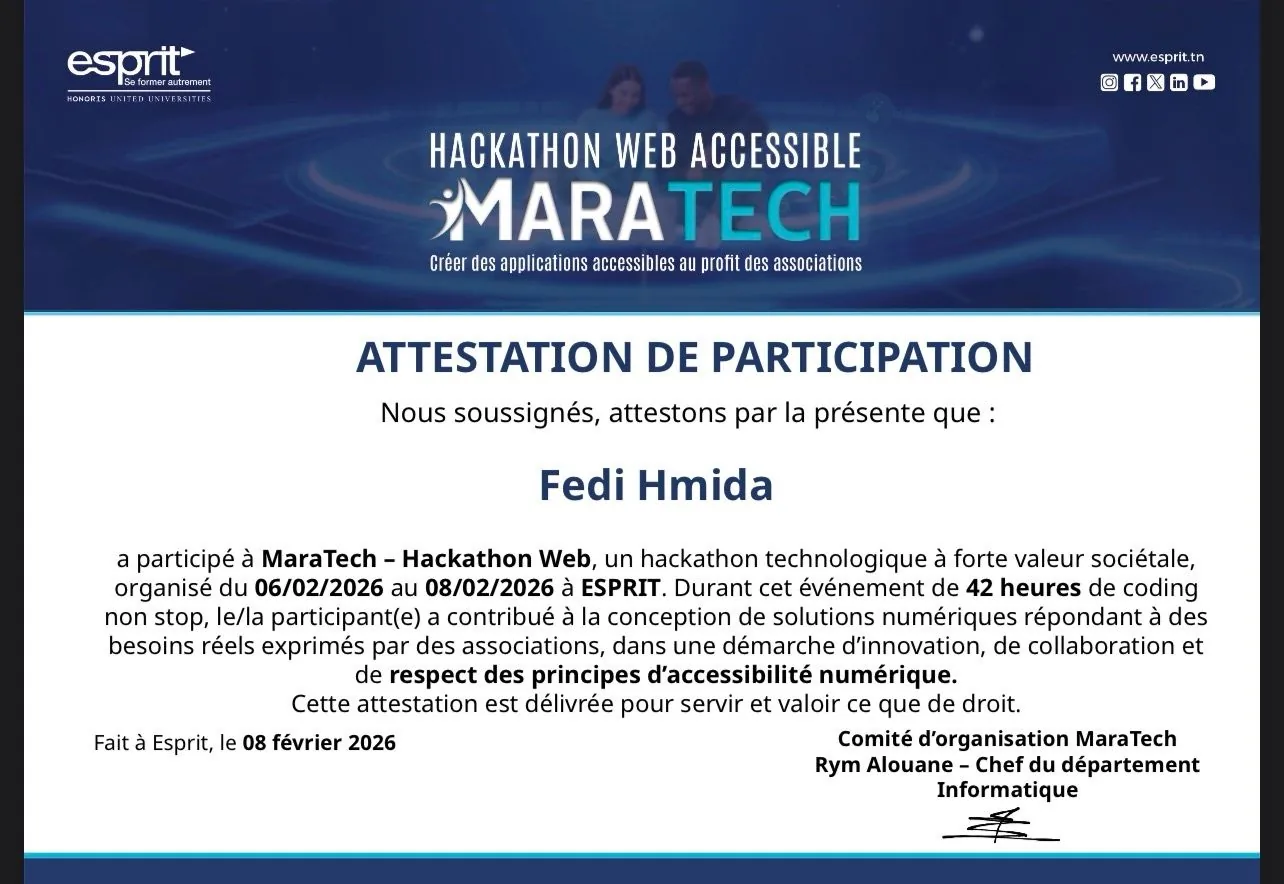 esprit
Se former autrement
HONORIS UNITED UNIVERSITIES
www.esprit.tn
HACKATHON WEB ACCESSIBLE
MARATECH
Créer des applications accessibles au profit des associations
ATTESTATION DE PARTICIPATION
Nous soussignés, attestons par la présente que :
Fedi Hmida
a participé à MaraTech – Hackathon Web, un hackathon technologique à forte valeur sociétale,
organisé du 06/02/2026 au 08/02/2026 à ESPRIT. Durant cet événement de 42 heures de coding
non stop, le/la participant(e) a contribué à la conception de solutions numériques répondant à des
besoins réels exprimés par des associations, dans une démarche d’innovation, de collaboration et
de respect des principes d’accessibilité numérique.
Cette attestation est délivrée pour servir et valoir ce que de droit.
Fait à Esprit, le 08 février 2026
Comité d’organisation MaraTech
Rym Alouane – Chef du département
Informatique